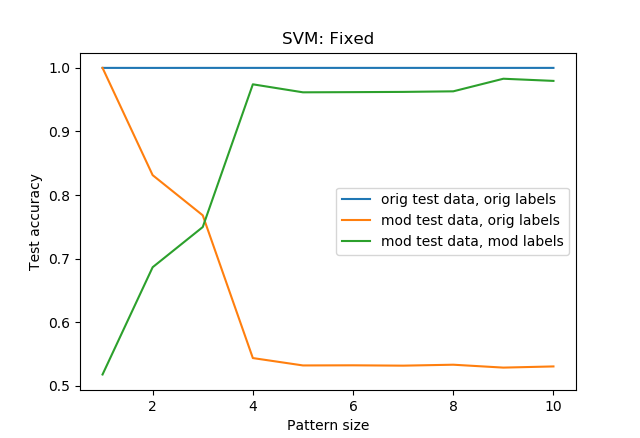 SVM: Fixed
1.0
0.9
0.8
0.7
0.6
0.5
Test accuracy
orig test data, orig labels
mod test data, orig labels
mod test data, mod labels
2
4
6
8
10
Pattern size